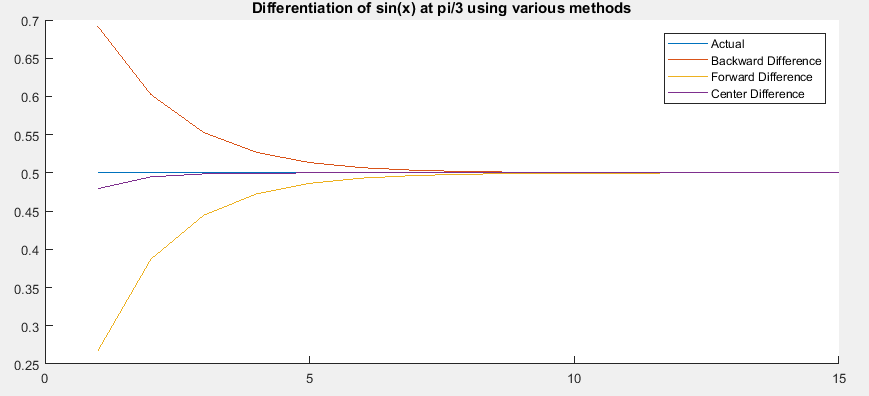 Differentiation of sin(x) at pi/3 using various methods
0.7
0.65
0.6
0.55
0.5
0.45
0.4
0.35
0.3
0.25
0
5
10
15
Actual
Backward Difference
Forward Difference
Center Difference